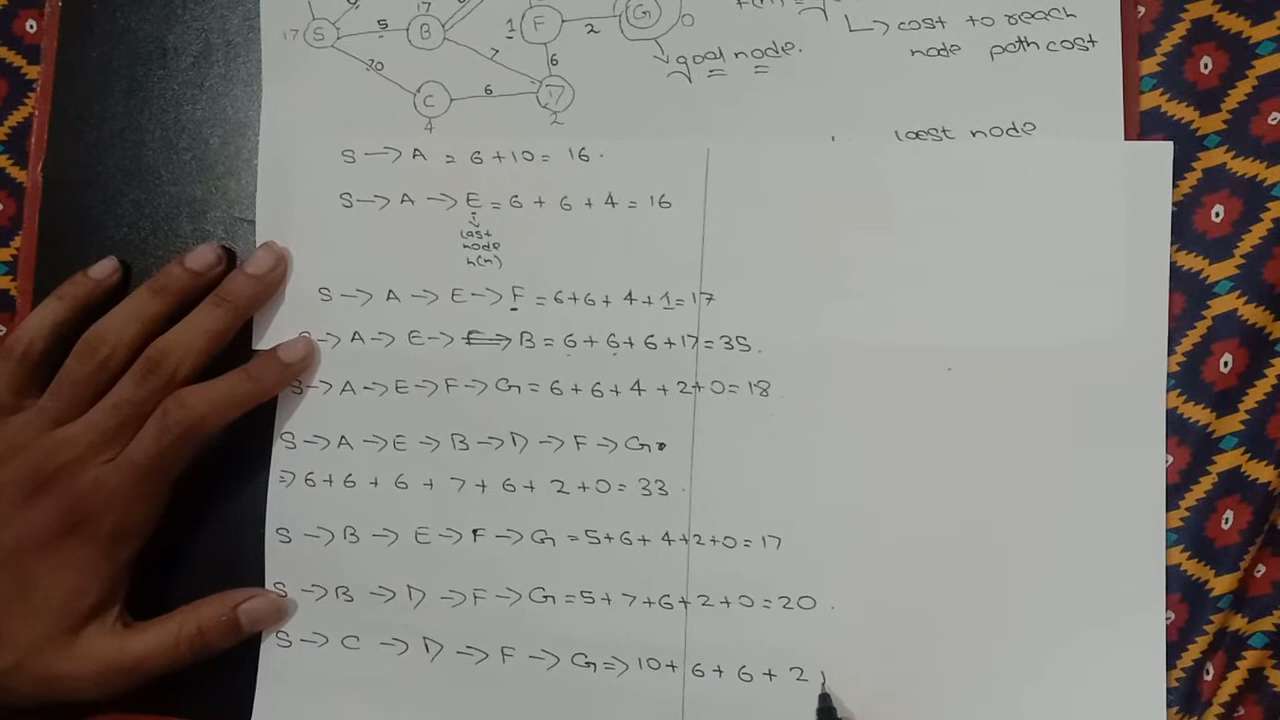 17 S 5 B 17
1 F 2 G 0
7 6
20 C 6 D
4 2
goal node.
↳ cost to reach
node path cost
least node
S → A = 6 + 10 = 16.
S → A → E = 6 + 6 + 4 = 16
last
node
h(n)
S → A → E → F = 6+6+4+1=17
S → A → E → B = 6+6+6+17=35.
S → A → E → F → G = 6+6+4+2+0=18
S → A → E → B → D → F → G
⇒ 6+6+6+7+6+2+0=33.
S → B → E → F → G = 5+6+4+2+0=17
S → B → D → F → G = 5+7+6+2+0=20.
S → C → D → F → G ⇒ 10+6+6+2